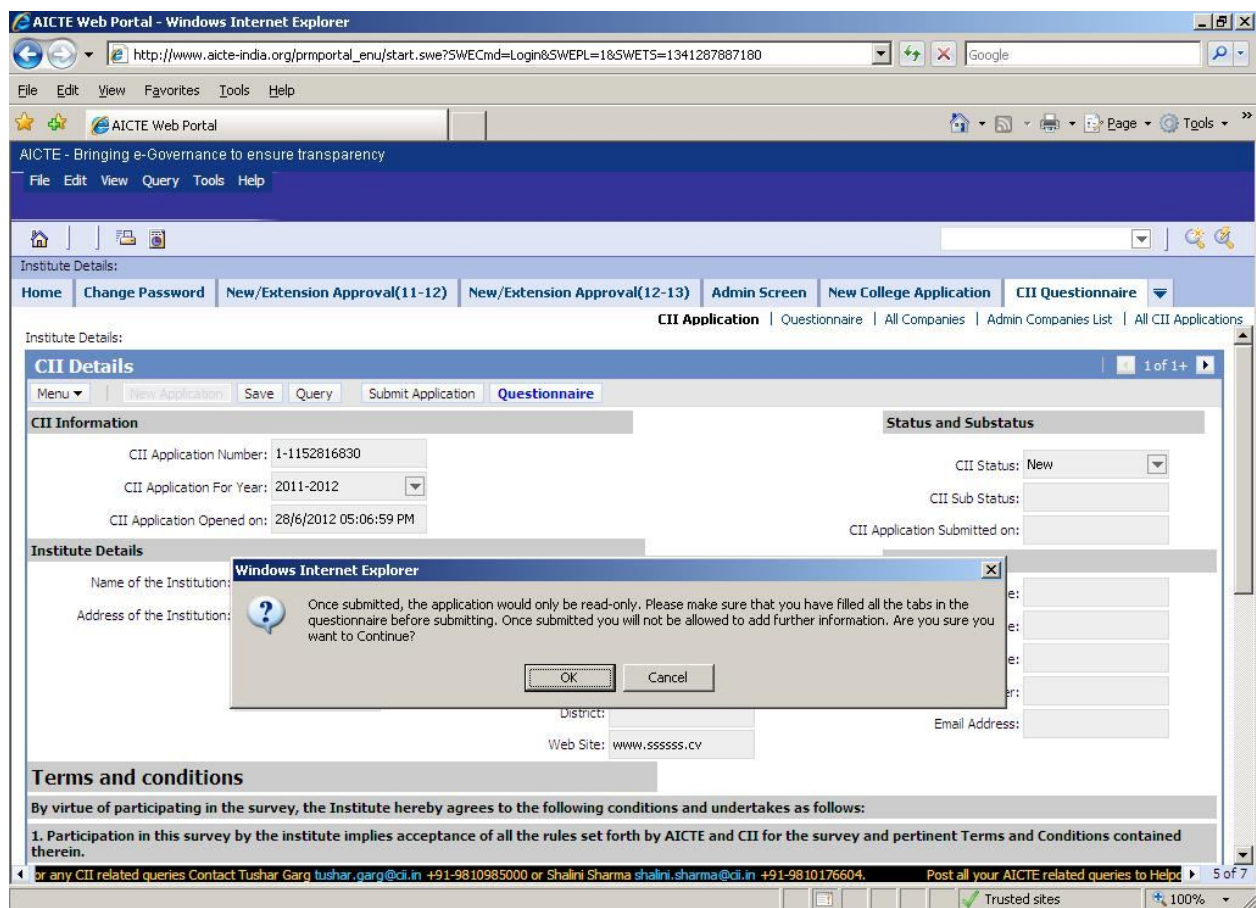 AICTE Web Portal - Windows Internet Explorer
http://www.aicte-india.org/prmportal_enu/start.swe?SWECmd=Login&SWEPL=1&SWETS=1341287887180
Google
File Edit View Favorites Tools Help
AICTE Web Portal
Page Tools »
AICTE - Bringing e-Governance to ensure transparency
File Edit View Query Tools Help
Institute Details:
Home Change Password New/Extension Approval(11-12) New/Extension Approval(12-13) Admin Screen New College Application CII Questionnaire
CII Application | Questionnaire | All Companies | Admin Companies List | All CII Applications
Institute Details:
CII Details 1 of 1+
Menu New Application Save Query Submit Application Questionnaire
CII Information Status and Substatus
CII Application Number: 1-1152816830
CII Status: New
CII Application For Year: 2011-2012
CII Sub Status:
CII Application Opened on: 28/6/2012 05:06:59 PM
CII Application Submitted on:
Institute Details
Name of the Institution:
Address of the Institution:
Windows Internet Explorer
Once submitted, the application would only be read-only. Please make sure that you have filled all the tabs in the
questionnaire before submitting. Once submitted you will not be allowed to add further information. Are you sure you
want to Continue?
OK Cancel
e:
e:
e:
er:
District:
Email Address:
Web Site: www.ssssss.cv
Terms and conditions
By virtue of participating in the survey, the Institute hereby agrees to the following conditions and undertakes as follows:
1. Participation in this survey by the institute implies acceptance of all the rules set forth by AICTE and CII for the survey and pertinent Terms and Conditions contained
therein.
or any CII related queries Contact Tushar Garg tushar.garg@cii.in +91-9810985000 or Shalini Sharma shalini.sharma@cii.in +91-9810176604. Post all your AICTE related queries to Helpd 5 of 7
Trusted sites 100%